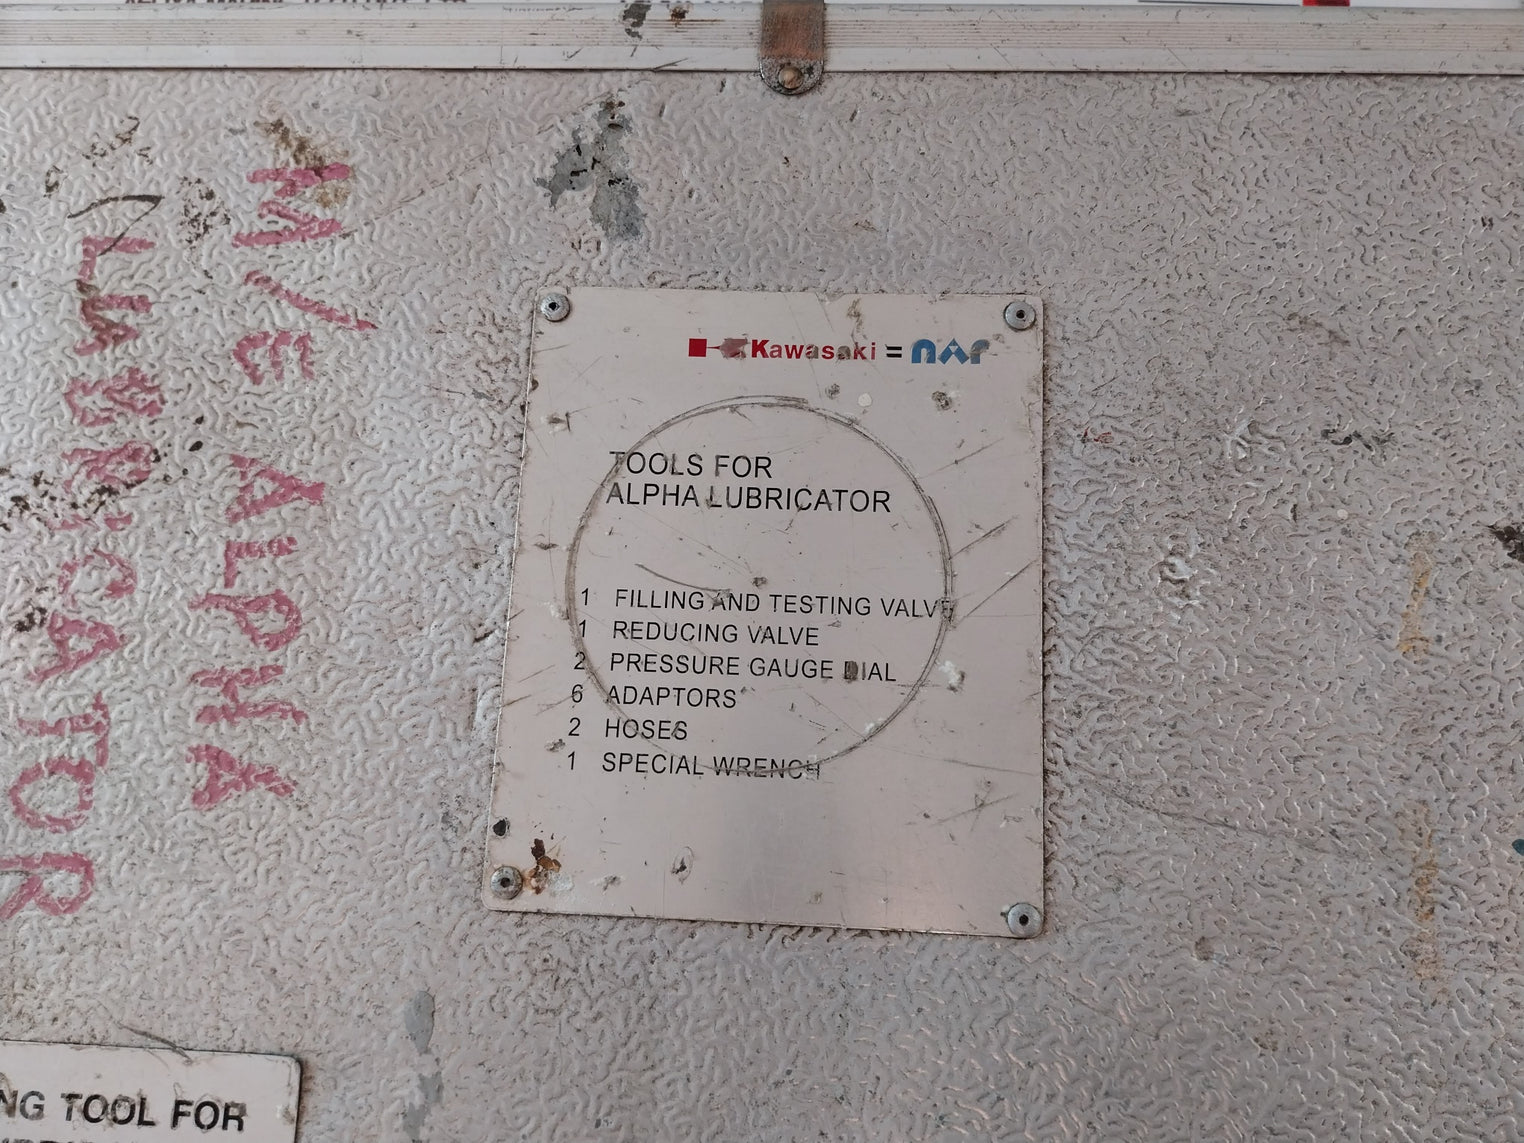 Kawasaki = NAF
TOOLS FOR
ALPHA LUBRICATOR
1 FILLING AND TESTING VALVE
1 REDUCING VALVE
2 PRESSURE GAUGE DIAL
6 ADAPTORS
2 HOSES
1 SPECIAL WRENCH
M/E ALPHA
LUBRICATOR
NG TOOL FOR